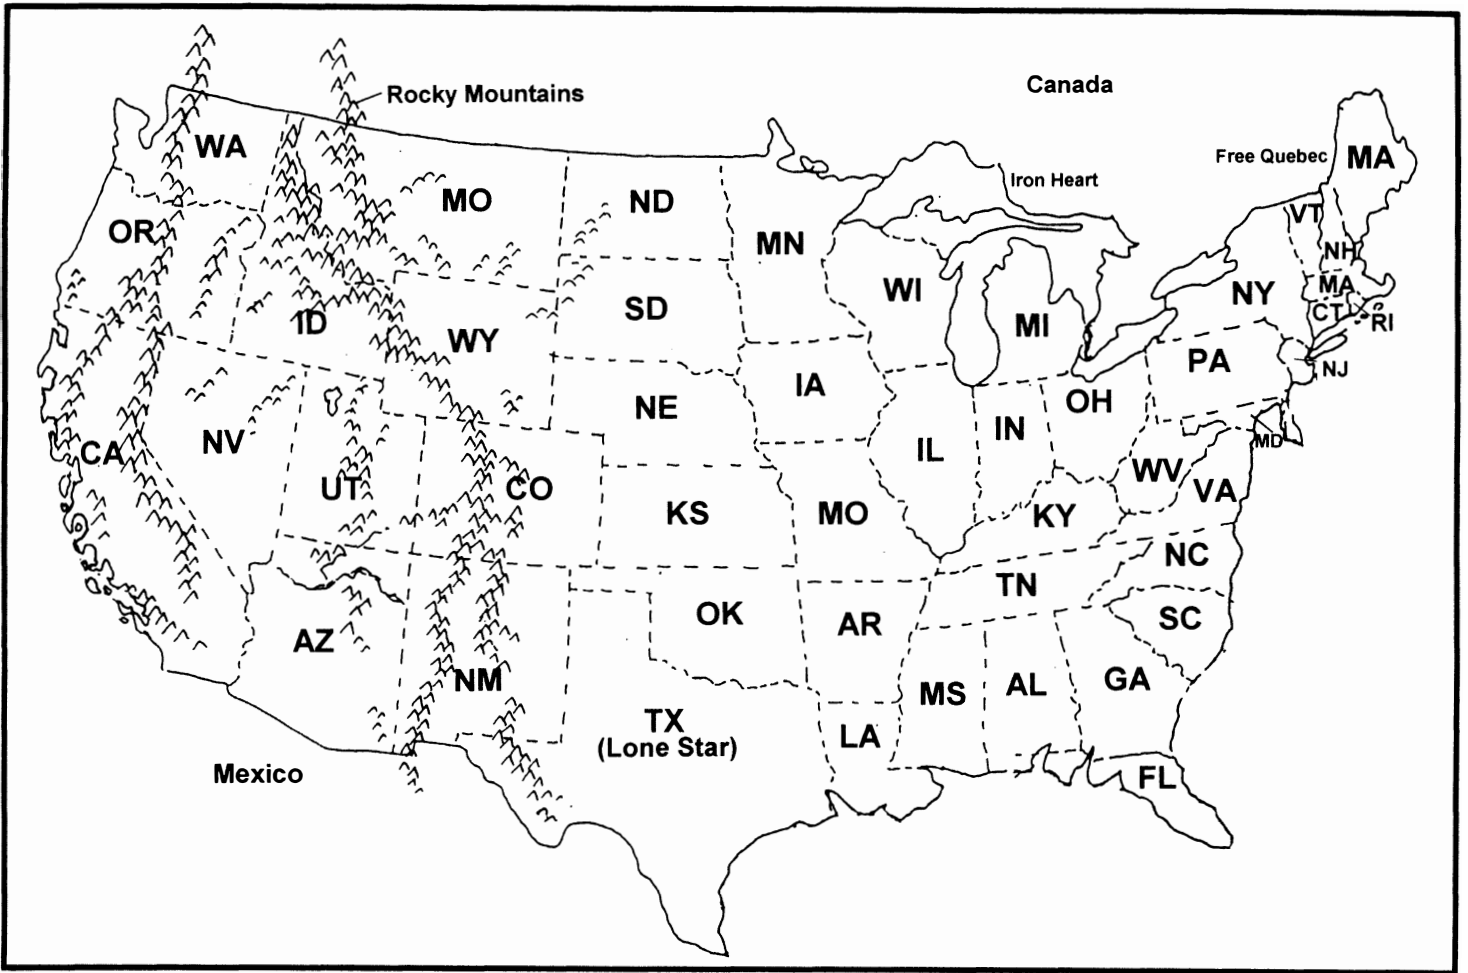 Canada
Rocky Mountains
WA
Free Quebec
MA
Iron Heart
MO
ND
VT
OR
MN
NH
WI
MA
NY
ID
SD
CT
RI
MI
WY
PA
NJ
IA
NE
OH
NV
CA
IN
IL
MD
UT
CO
WV
VA
KS
MO
KY
NC
TN
OK
AR
SC
AZ
NM
MS
AL
GA
TX
(Lone Star)
LA
Mexico
FL